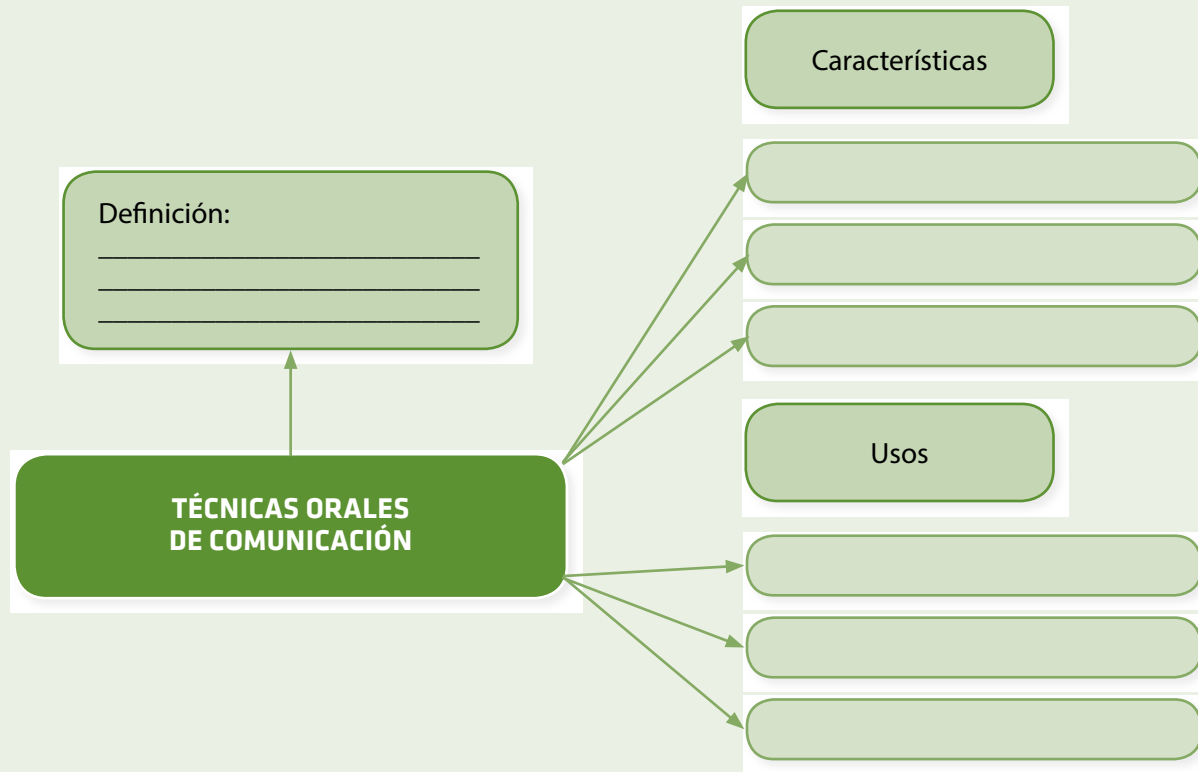 Características
Definición:
TÉCNICAS ORALES
DE COMUNICACIÓN
Usos